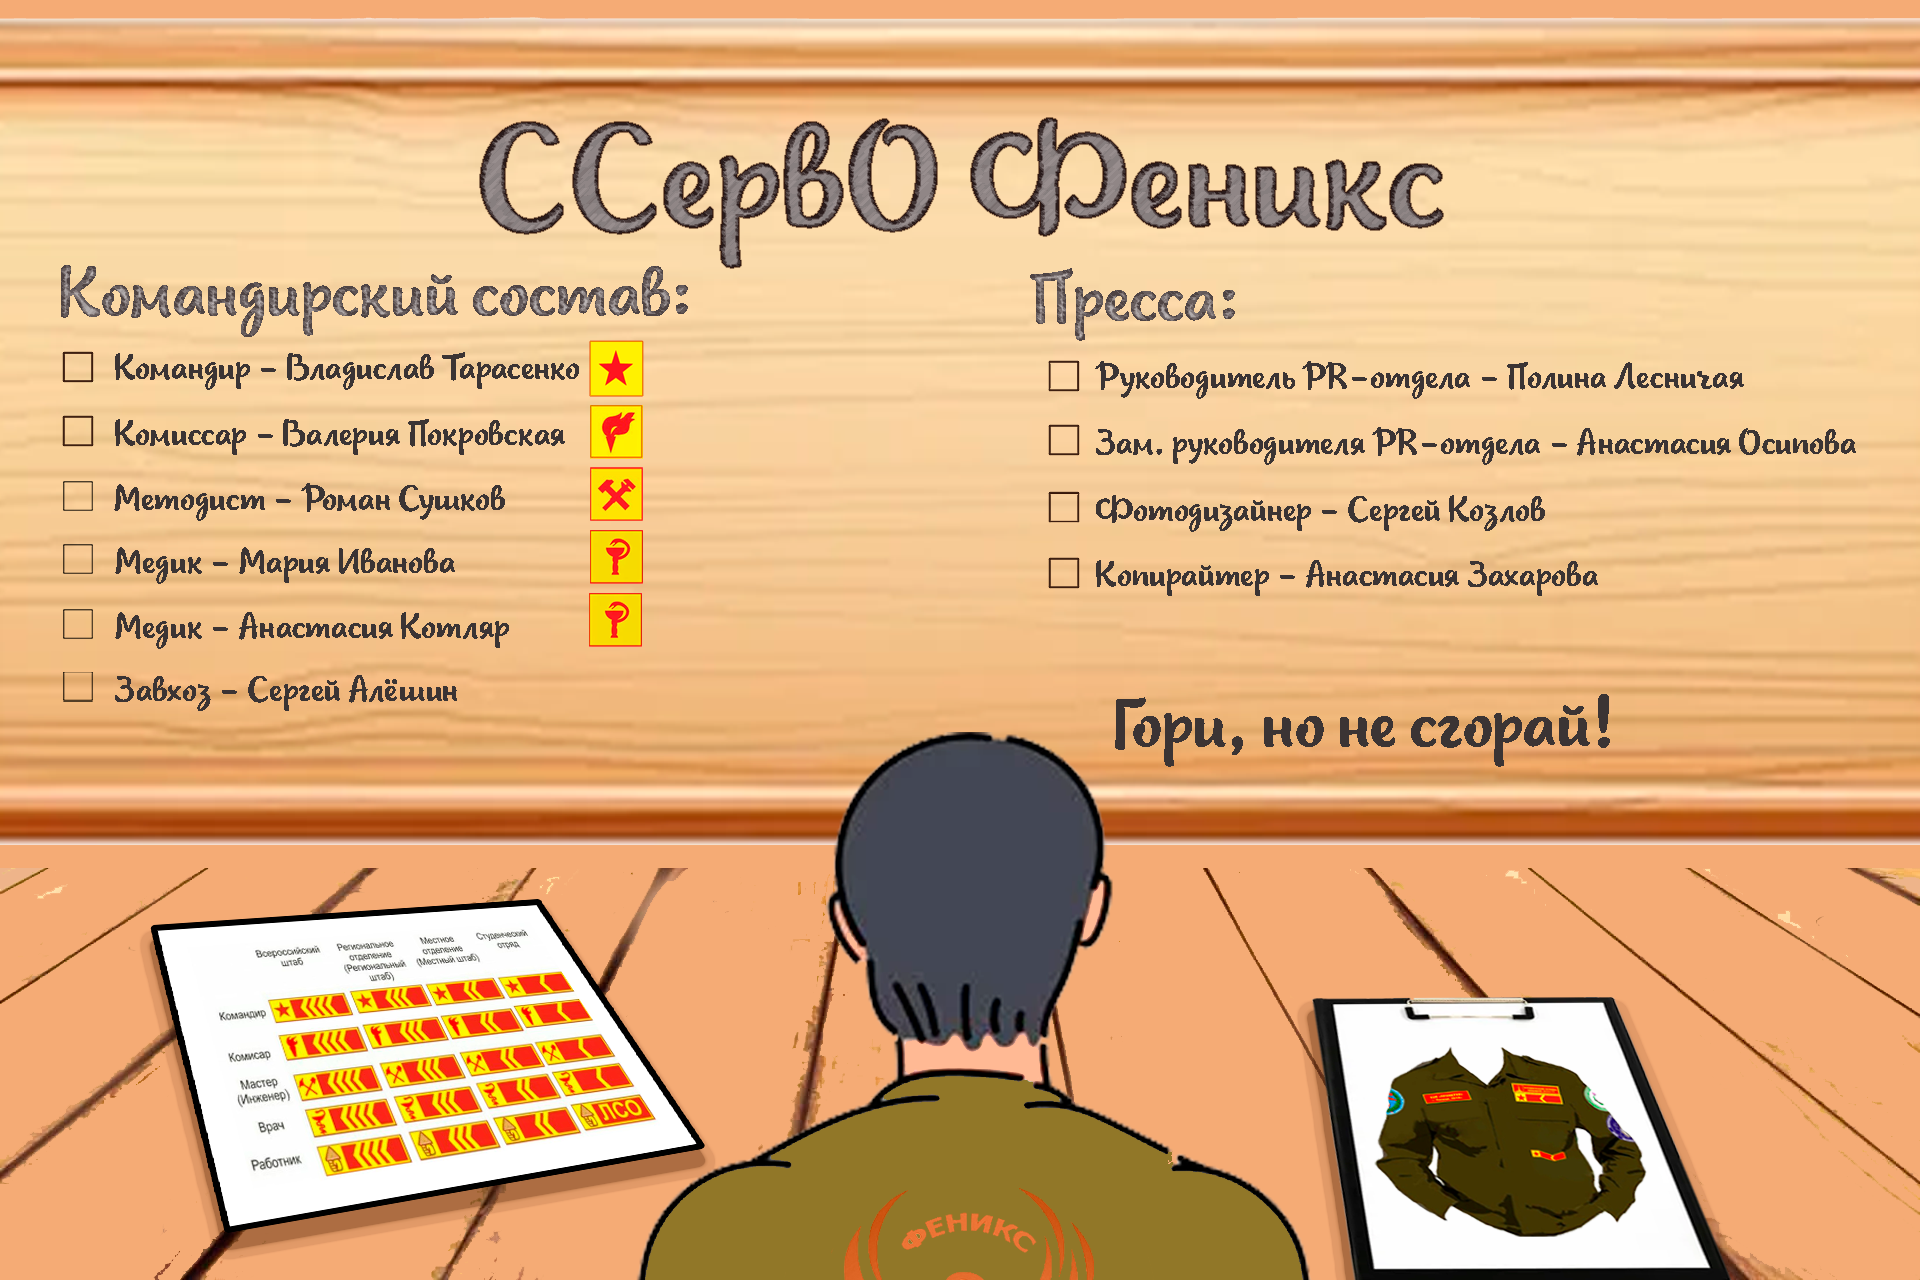 ССервО Феникс
Командирский состав:
Командир - Владислав Тарасенко
Комиссар - Валерия Покровская
Методист - Роман Сушков
Медик - Мария Иванова
Медик - Анастасия Котляр
Завхоз - Сергей Алёшин
Пресса:
Руководитель PR-отдела - Полина Лесничая
Зам. руководителя PR-отдела - Анастасия Осипова
Фотодизайнер - Сергей Козлов
Копирайтер - Анастасия Захарова
Гори, но не сгорай!
Всероссийский
штаб
Региональное
отделение
(Региональный
штаб)
Местное
отделение
(Местный штаб)
Студенческий
отряд
Командир
Комисар
Мастер
(Инженер)
Врач
Работник
ЛСО
ФЕНИКС